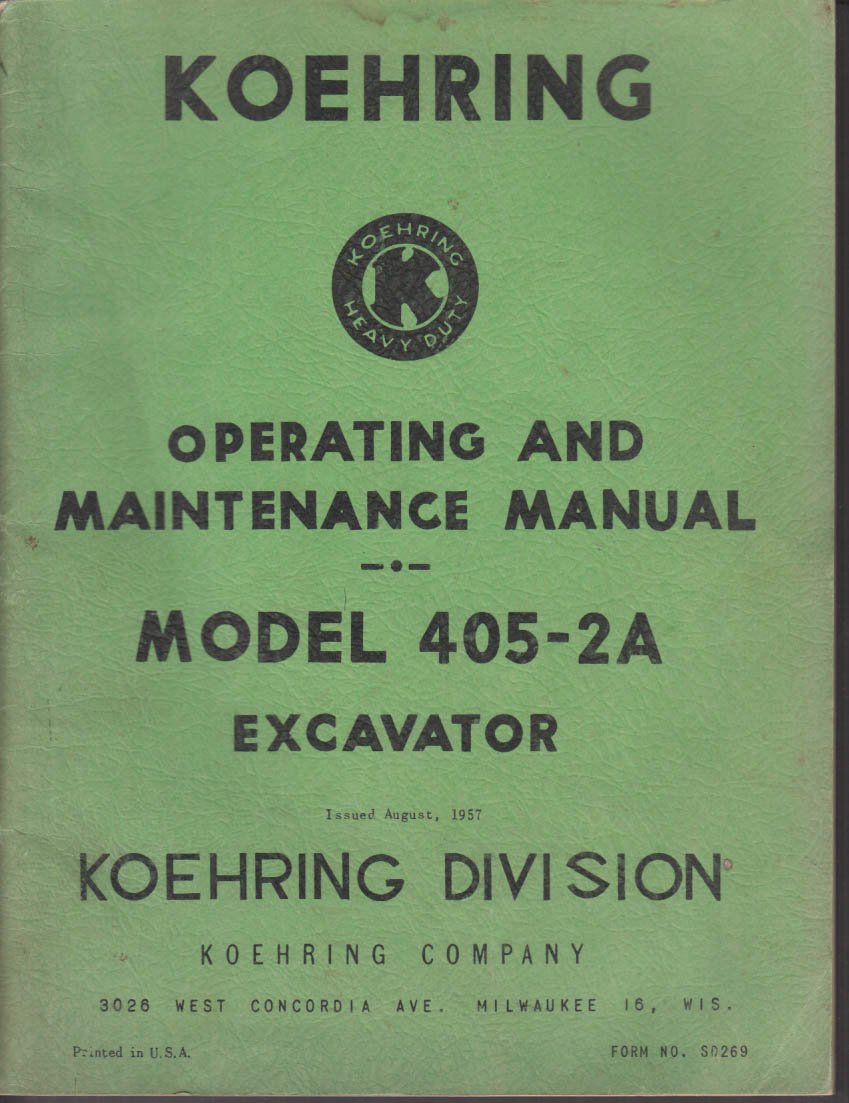 KOEHRING
KOEHRING
K
HEAVY DUTY
OPERATING AND
MAINTENANCE MANUAL
MODEL 405-2A
EXCAVATOR
Issued August, 1957
KOEHRING DIVISION
KOEHRING COMPANY
3026 WEST CONCORDIA AVE. MILWAUKEE 16, WIS.
Printed in U.S.A.
FORM NO. S0269